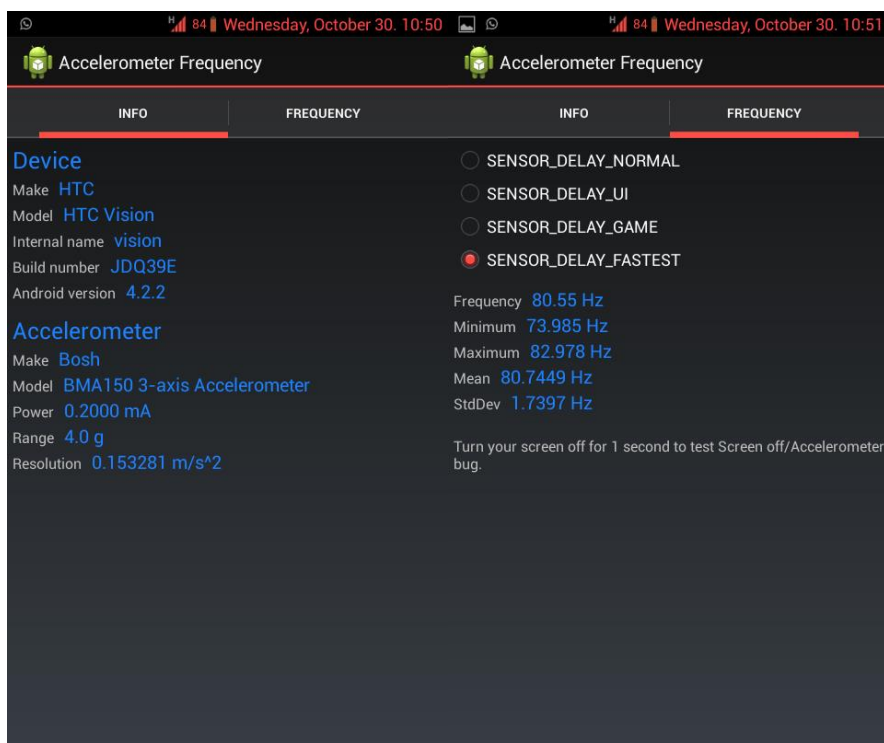 H 84 Wednesday, October 30. 10:50
Accelerometer Frequency
INFO FREQUENCY
Device
Make HTC
Model HTC Vision
Internal name vision
Build number JDQ39E
Android version 4.2.2
Accelerometer
Make Bosh
Model BMA150 3-axis Accelerometer
Power 0.2000 mA
Range 4.0 g
Resolution 0.153281 m/s^2
H 84 Wednesday, October 30. 10:51
Accelerometer Frequency
INFO FREQUENCY
SENSOR_DELAY_NORMAL
SENSOR_DELAY_UI
SENSOR_DELAY_GAME
SENSOR_DELAY_FASTEST
Frequency 80.55 Hz
Minimum 73.985 Hz
Maximum 82.978 Hz
Mean 80.7449 Hz
StdDev 1.7397 Hz
Turn your screen off for 1 second to test Screen off/Accelerometer
bug.